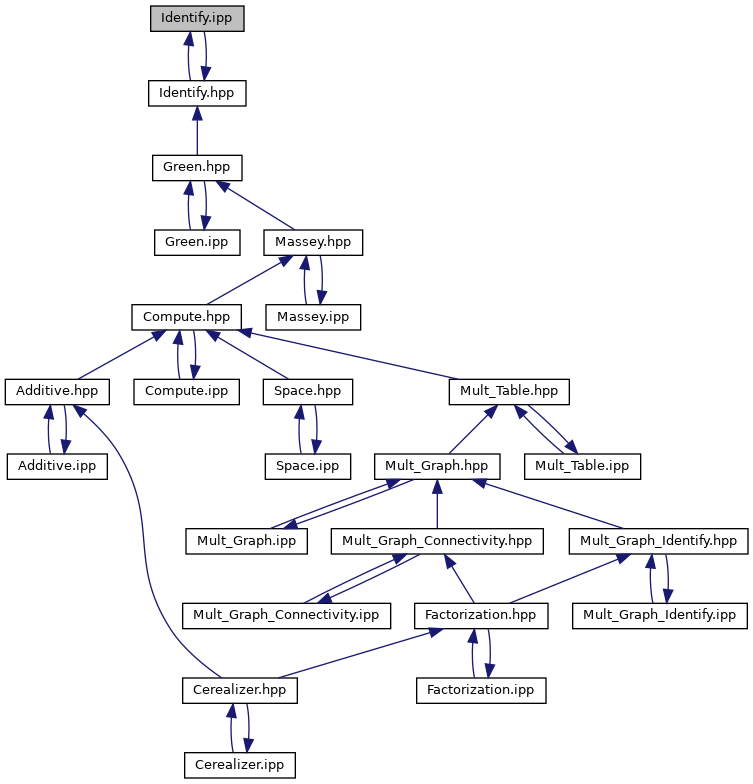 Identify.ipp
Identify.hpp
Green.hpp
Green.ipp
Massey.hpp
Compute.hpp
Massey.ipp
Additive.hpp
Compute.ipp
Space.hpp
Mult_Table.hpp
Additive.ipp
Space.ipp
Mult_Graph.hpp
Mult_Table.ipp
Mult_Graph.ipp
Mult_Graph_Connectivity.hpp
Mult_Graph_Identify.hpp
Mult_Graph_Connectivity.ipp
Factorization.hpp
Mult_Graph_Identify.ipp
Cerealizer.hpp
Factorization.ipp
Cerealizer.ipp